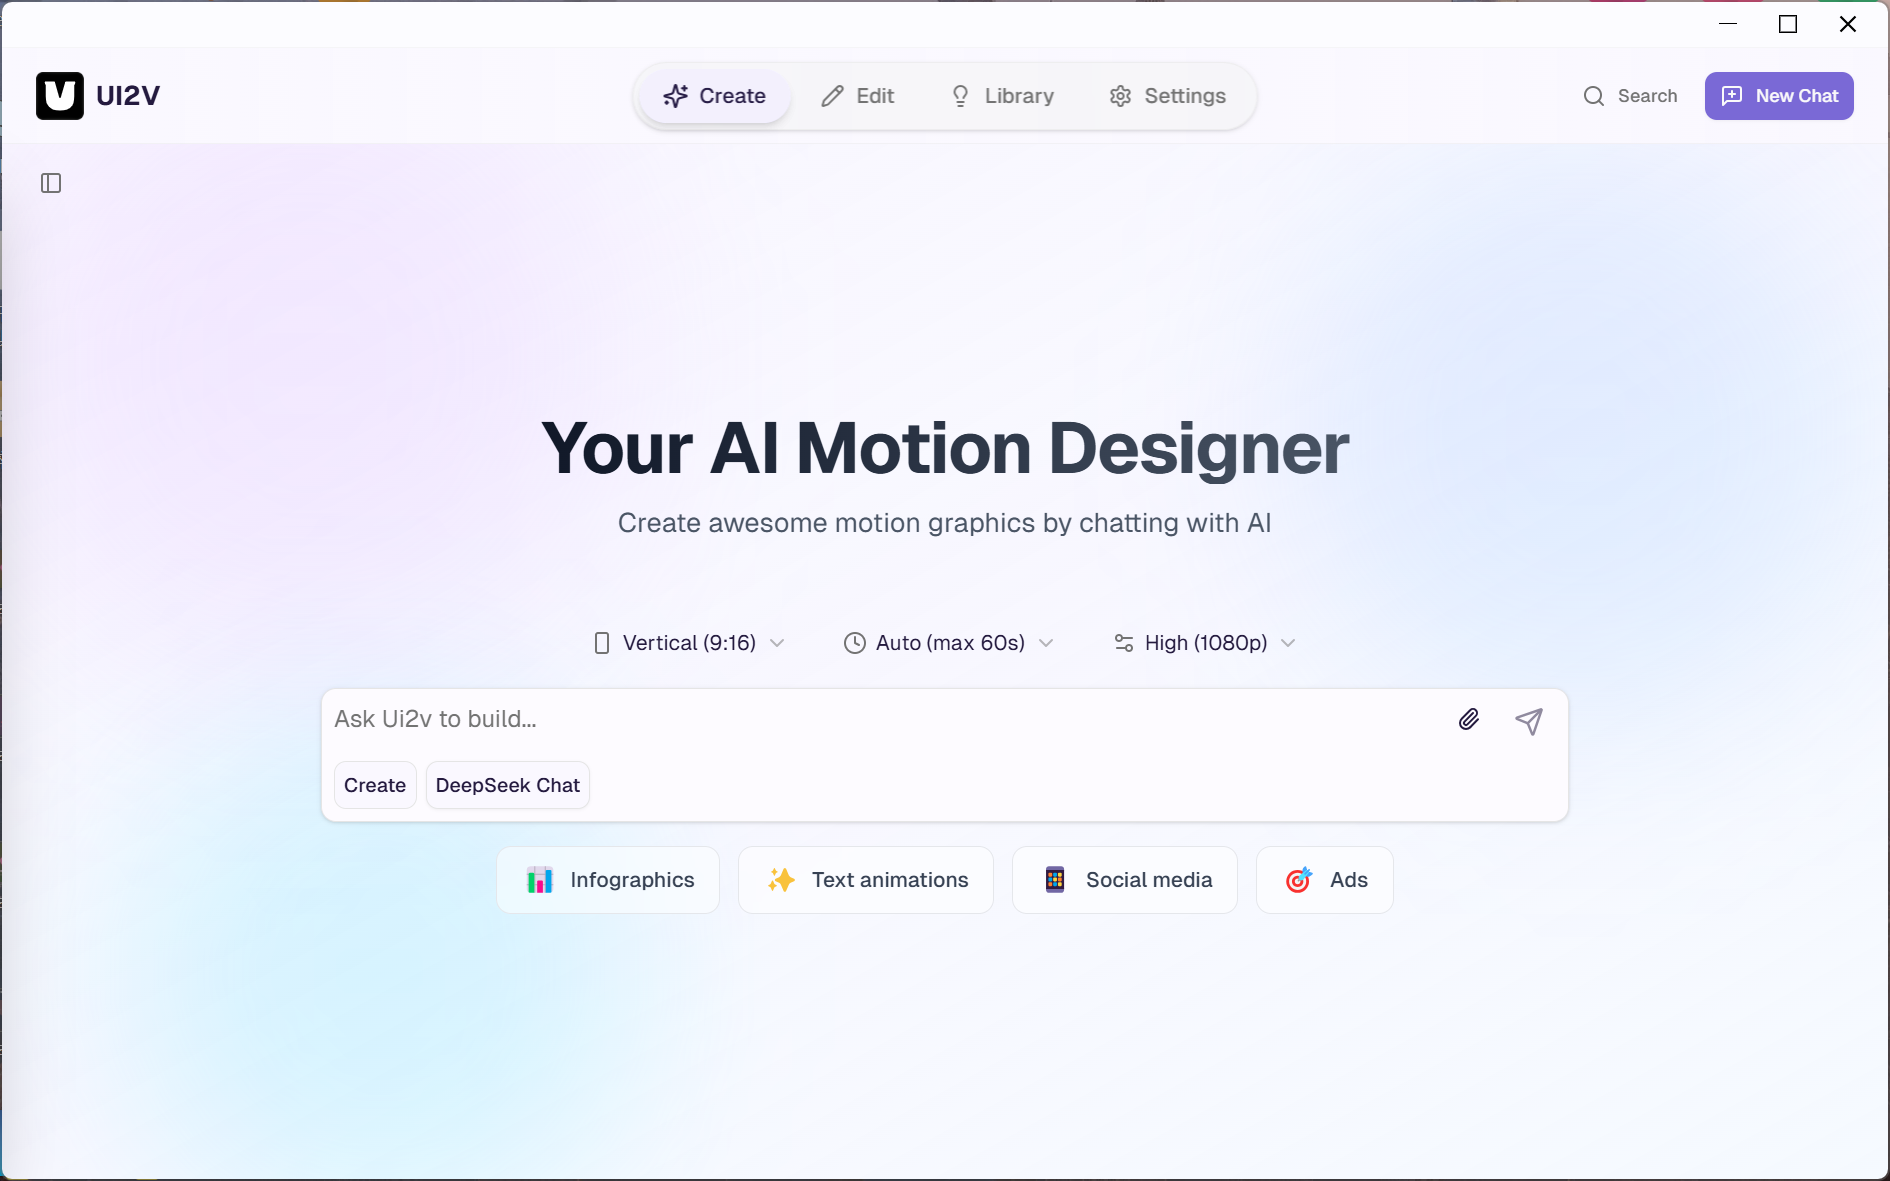 UI2V
Create
Edit
Library
Settings
Search
New Chat
Your AI Motion Designer
Create awesome motion graphics by chatting with AI
Vertical (9:16)
Auto (max 60s)
High (1080p)
Ask Ui2v to build...
Create
DeepSeek Chat
Infographics
Text animations
Social media
Ads